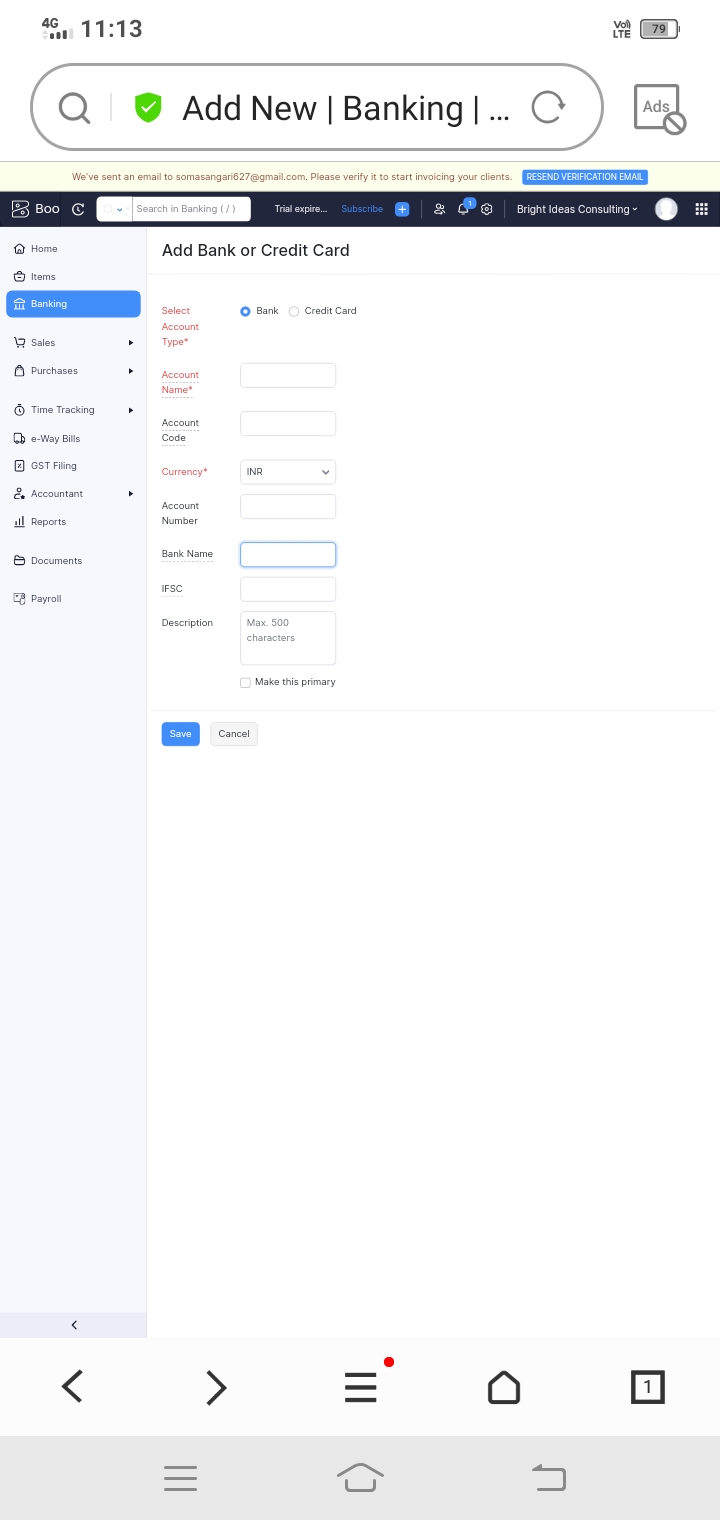 4G 11:13 Vo) LTE 79
Add New | Banking | ... Ads
We've sent an email to somasangari627@gmail.com. Please verify it to start invoicing your clients. RESEND VERIFICATION EMAIL
Boo Search in Banking ( / ) Trial expire... Subscribe + 1 Bright Ideas Consulting
Add Bank or Credit Card
Home
Items
Banking
Sales
Purchases
Time Tracking
e-Way Bills
GST Filing
Accountant
Reports
Documents
Payroll
Select
Account
Type*
Bank Credit Card
Account
Name*
Account
Code
Currency* INR
Account
Number
Bank Name
IFSC
Description Max. 500
characters
Make this primary
Save Cancel
1